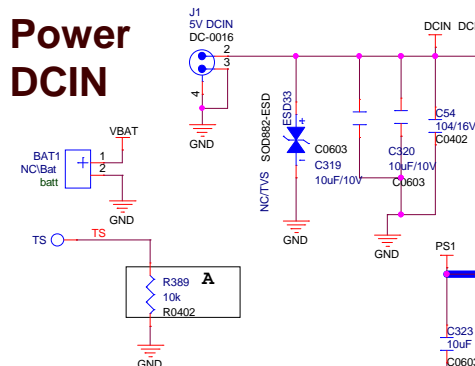 Power
DCIN
J1
5V DCIN
DC-0016
2
3
4
GND
DCIN
DC
ESD33
SOD882-ESD
NC/TVS
+
-
GND
C0603
C319
10uF/10V
C320
10uF/10V
C0603
C54
104/16V
C0402
GND
VBAT
BAT1
NC\Bat
batt
+
1
2
GND
TS
TS
R389
10k
R0402
A
GND
PS1
C323
10uF
C0603